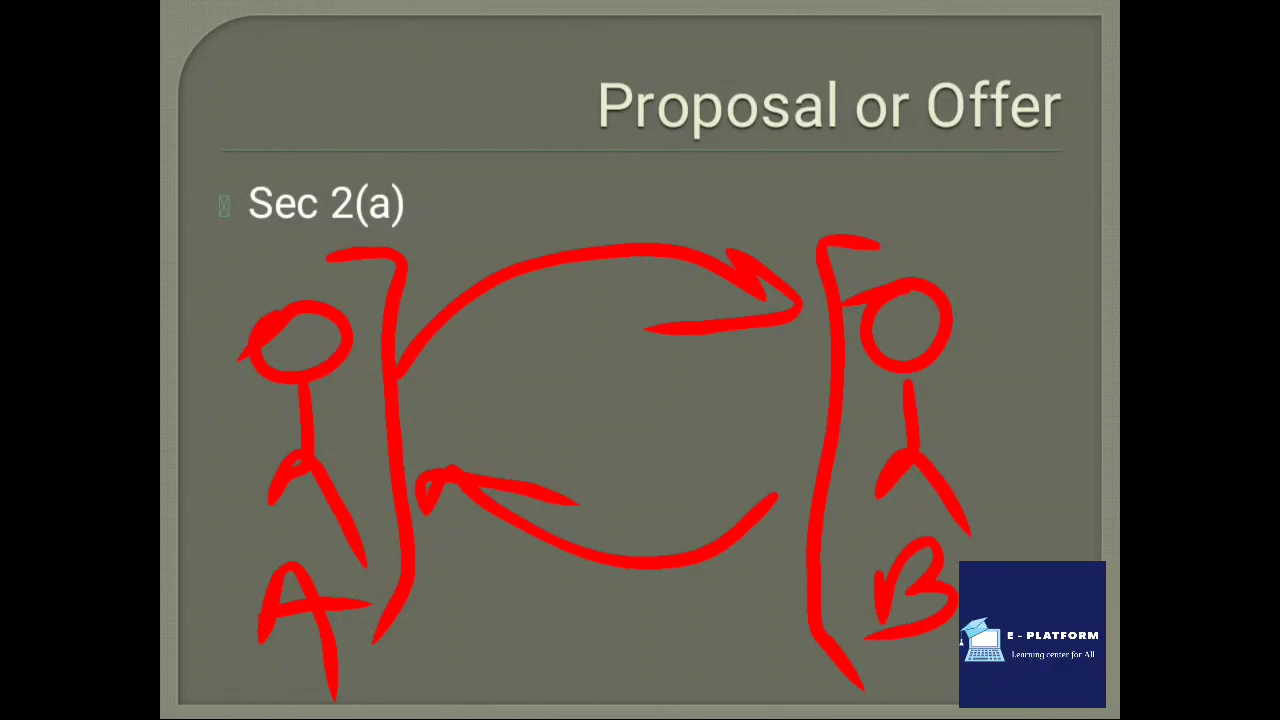 Proposal or Offer
Sec 2(a)
A
B
E - PLATFORM
Learning center for All